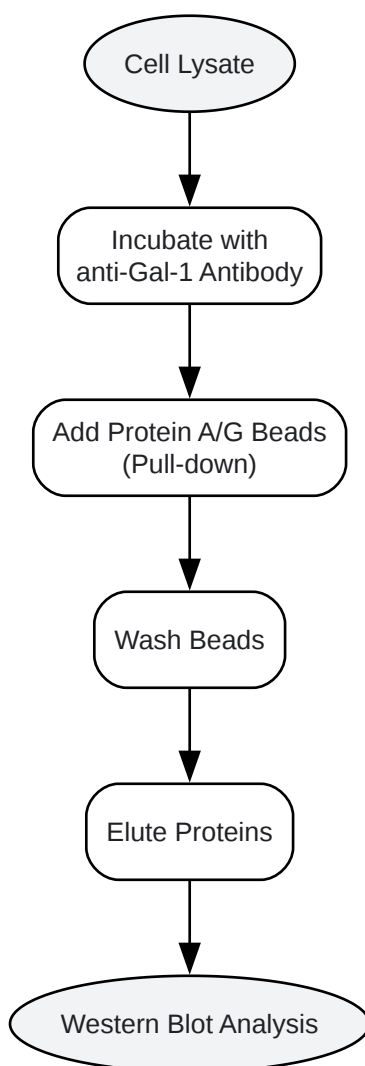 Cell Lysate
Incubate with
anti-Gal-1 Antibody
Add Protein A/G Beads
(Pull-down)
Wash Beads
Elute Proteins
Western Blot Analysis